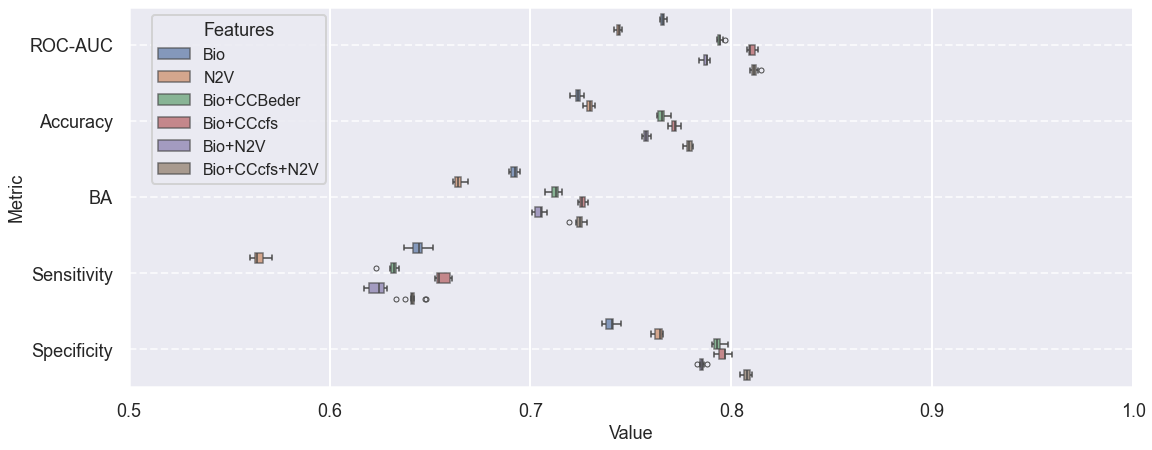 Features
Bio
N2V
Bio+CCBeder
Bio+CCcfs
Bio+N2V
Bio+CCcfs+N2V
Metric
ROC-AUC
Accuracy
BA
Sensitivity
Specificity
0.5 0.6 0.7 0.8 0.9 1.0
Value